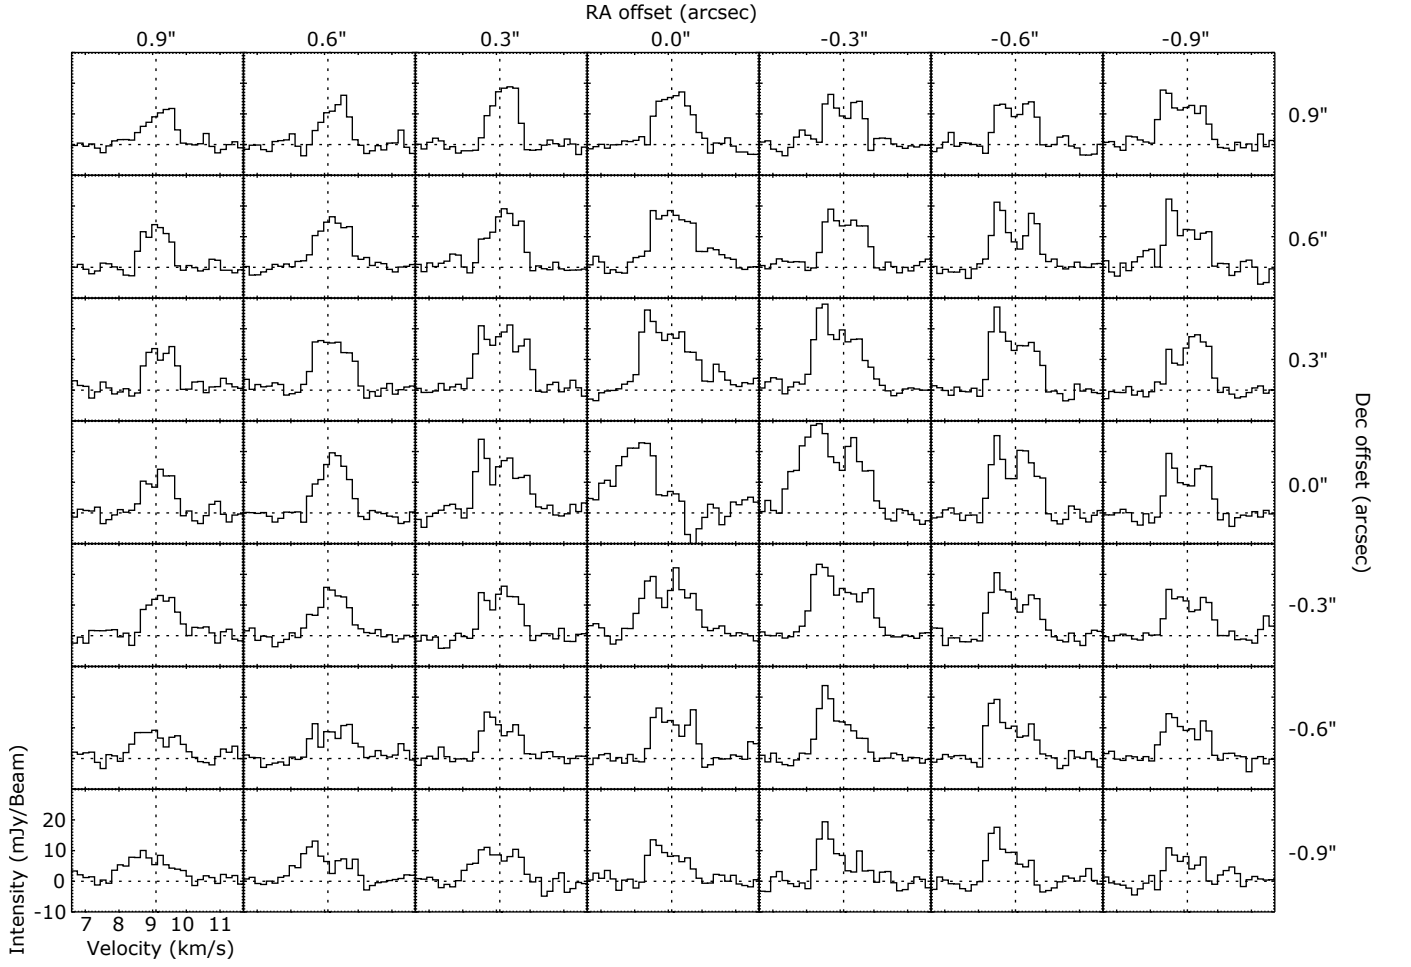 RA offset (arcsec)
0.9" 0.6" 0.3" 0.0" -0.3" -0.6" -0.9"
0.9"
0.6"
0.3"
0.0"
-0.3"
-0.6"
-0.9"
Dec offset (arcsec)
Intensity (mJy/Beam)
20
10
0
-10
7 8 9 10 11
Velocity (km/s)